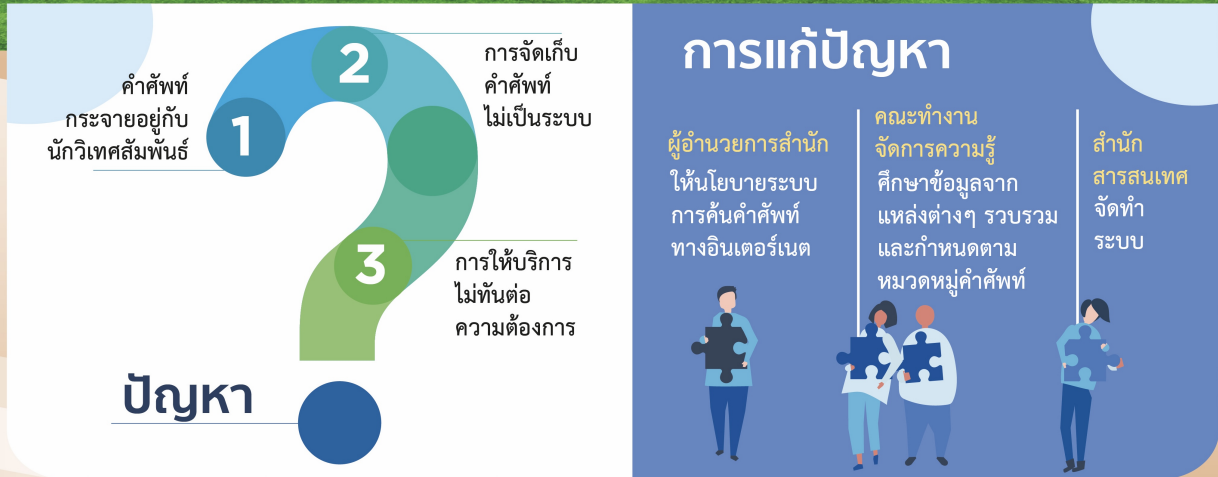 คำศัพท์
กระจายอยู่กับ
นักวิเทศสัมพันธ์
1
2
การจัดเก็บ
คำศัพท์
ไม่เป็นระบบ
3
การให้บริการ
ไม่ทันต่อ
ความต้องการ
ปัญหา
การแก้ปัญหา
ผู้อำนวยการสำนัก
ให้นโยบายระบบ
การค้นคำศัพท์
ทางอินเตอร์เนต
คณะทำงาน
จัดการความรู้
ศึกษาข้อมูลจาก
แหล่งต่างๆ รวบรวม
และกำหนดตาม
หมวดหมู่คำศัพท์
สำนัก
สารสนเทศ
จัดทำ
ระบบ